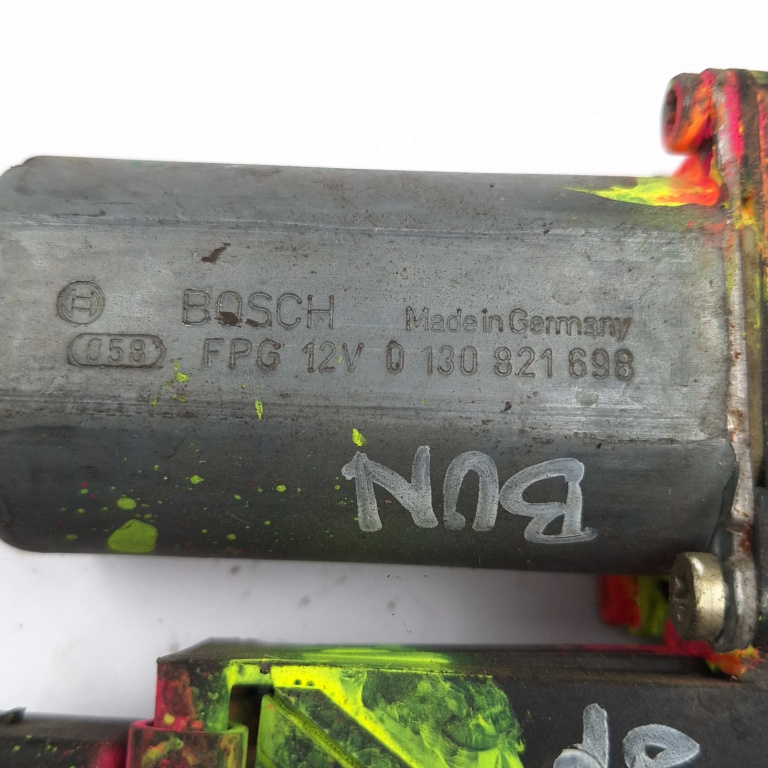 BOSCH Made in Germany
058 FPG 12V 0 130 821 698
BUN